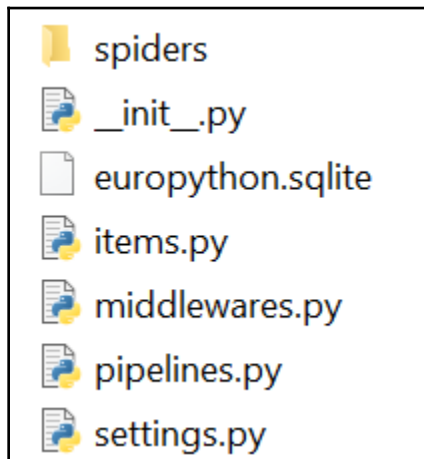 spiders
__init__.py
europython.sqlite
items.py
middlewares.py
pipelines.py
settings.py